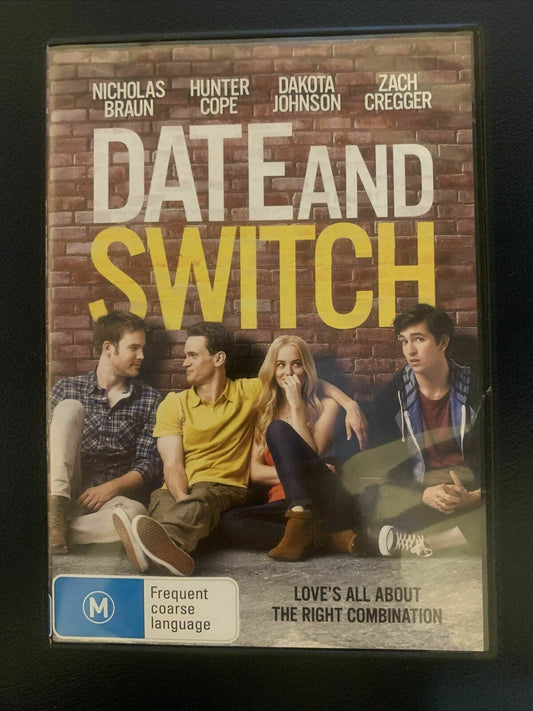 NICHOLAS BRAUN
HUNTER COPE
DAKOTA JOHNSON
ZACH CREGGER
DATE AND
SWITCH
M
Frequent
coarse
language
LOVE'S ALL ABOUT
THE RIGHT COMBINATION